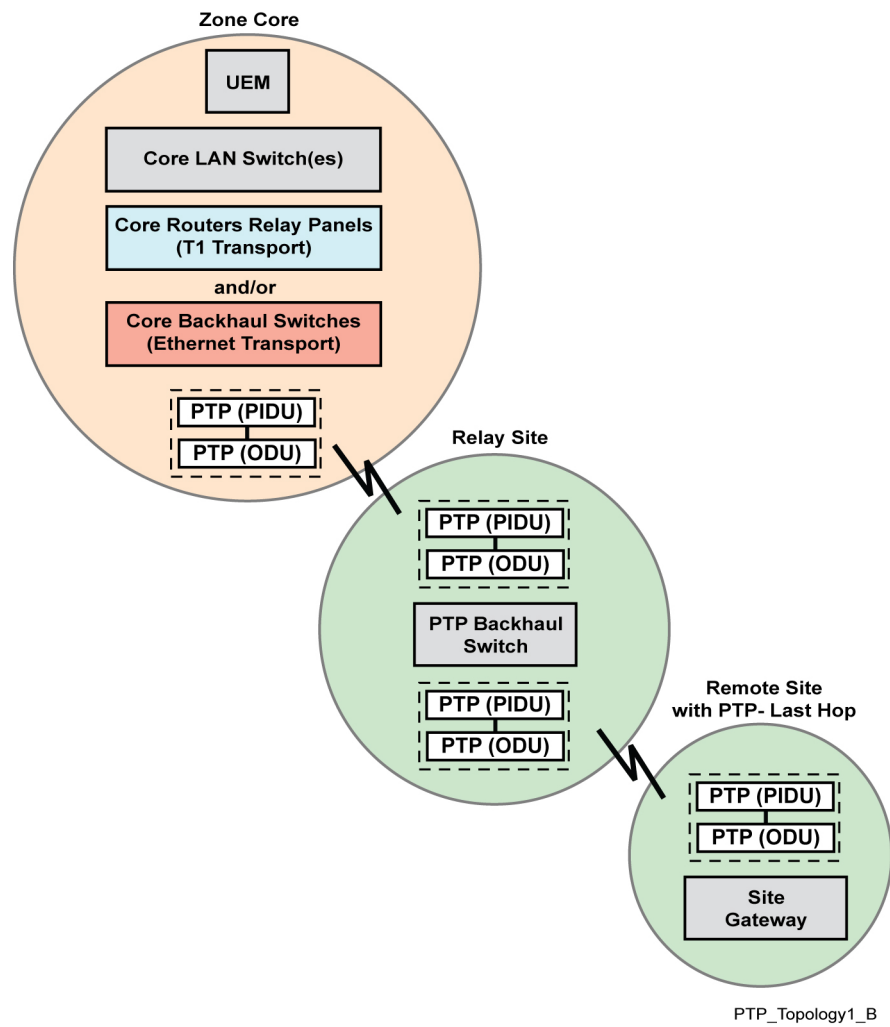 Zone Core
UEM
Core LAN Switch(es)
Core Routers Relay Panels
(T1 Transport)
and/or
Core Backhaul Switches
(Ethernet Transport)
PTP (PIDU)
PTP (ODU)
Relay Site
PTP (PIDU)
PTP (ODU)
PTP Backhaul
Switch
PTP (PIDU)
PTP (ODU)
Remote Site
with PTP- Last Hop
PTP (PIDU)
PTP (ODU)
Site
Gateway
PTP_Topology1_B